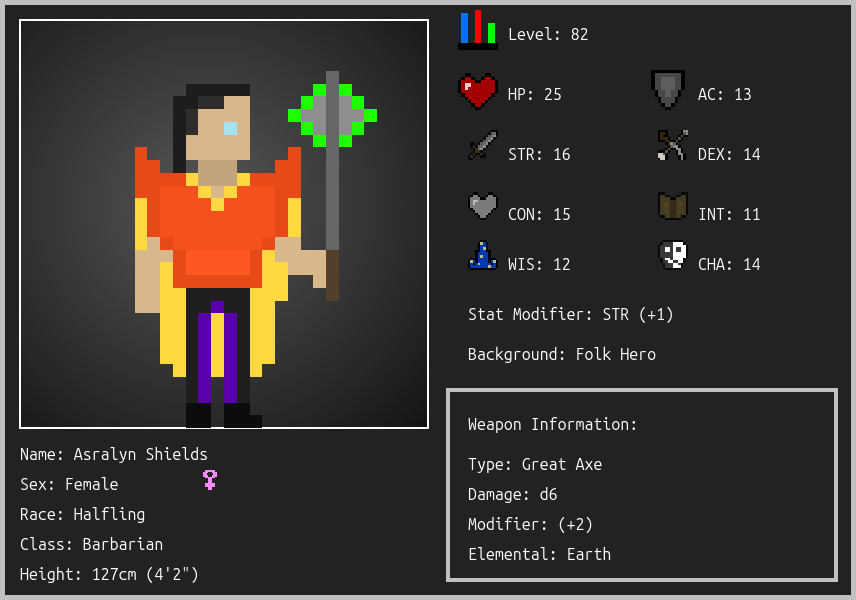 Level: 82
HP: 25
AC: 13
STR: 16
DEX: 14
CON: 15
INT: 11
WIS: 12
CHA: 14
Stat Modifier: STR (+1)
Background: Folk Hero
Weapon Information:
Type: Great Axe
Damage: d6
Modifier: (+2)
Elemental: Earth
Name: Asralyn Shields
Sex: Female
Race: Halfling
Class: Barbarian
Height: 127cm (4'2")